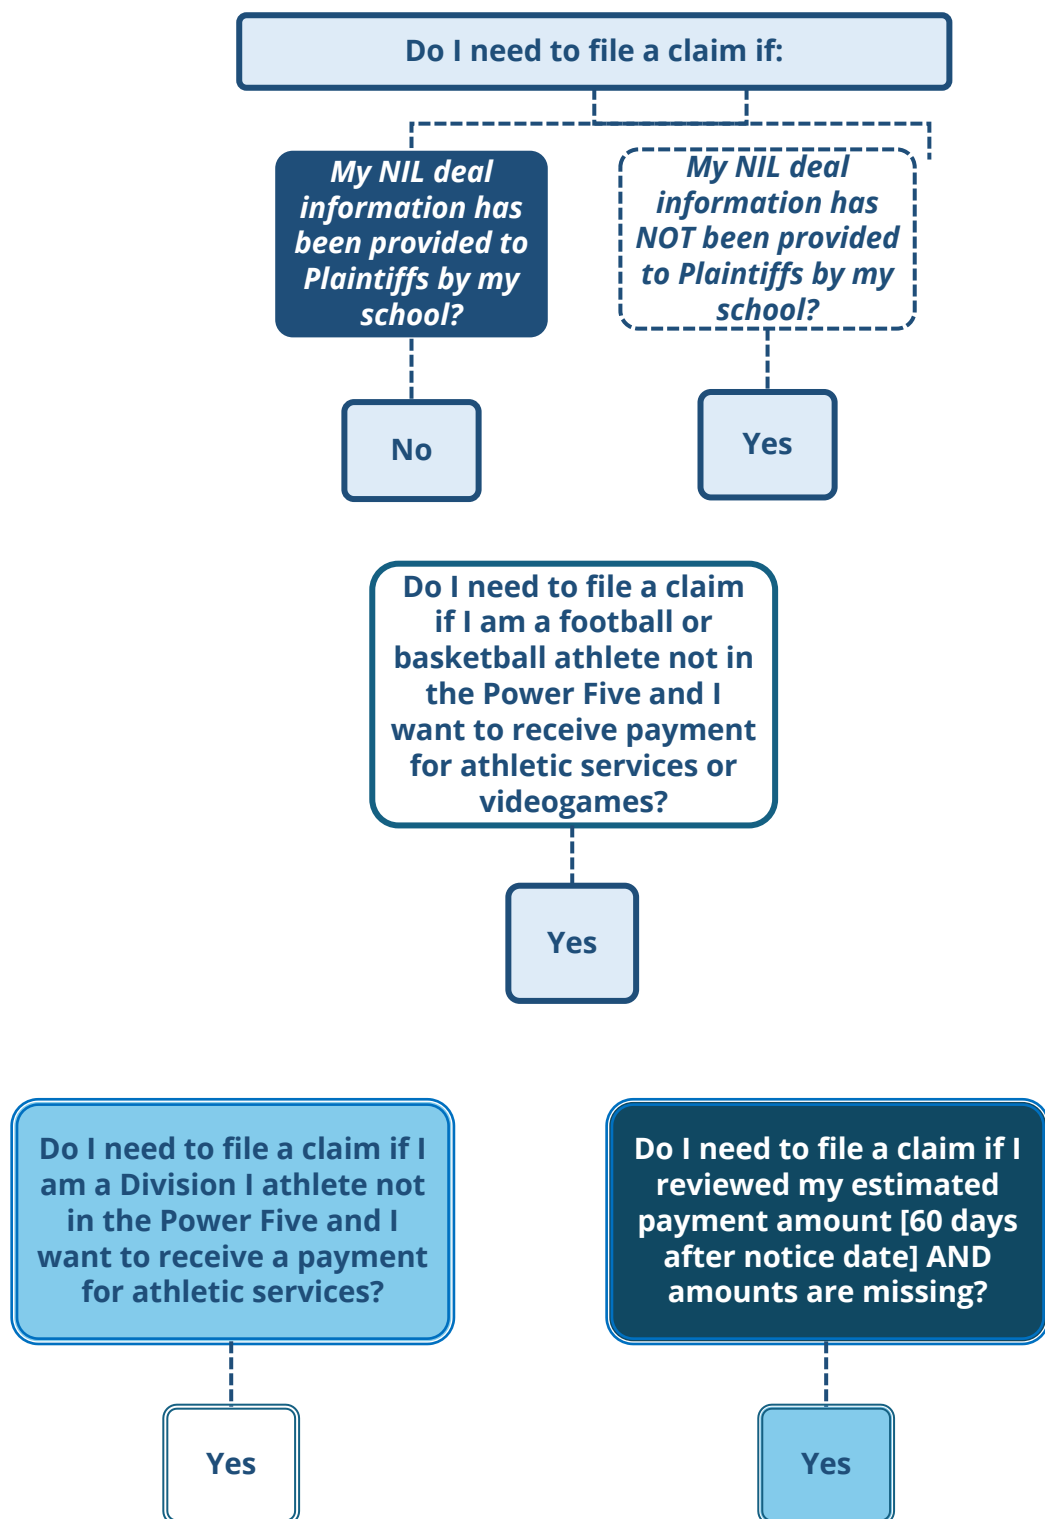 Do I need to file a claim if:
My NIL deal
information has
been provided to
Plaintiffs by my
school?
My NIL deal
information has
NOT been provided
to Plaintiffs by my
school?
No
Yes
Do I need to file a claim
if I am a football or
basketball athlete not in
the Power Five and I
want to receive payment
for athletic services or
videogames?
Yes
Do I need to file a claim if I
am a Division I athlete not
in the Power Five and I
want to receive a payment
for athletic services?
Do I need to file a claim if I
reviewed my estimated
payment amount [60 days
after notice date] AND
amounts are missing?
Yes
Yes